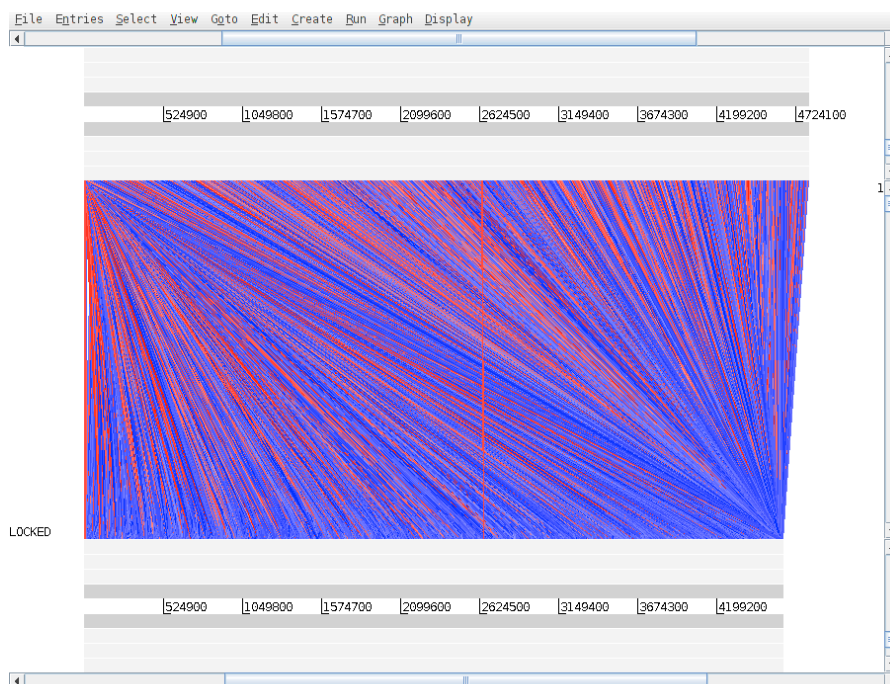 File Entries Select View Goto Edit Create Run Graph Display
524900 1049800 1574700 2099600 2624500 3149400 3674300 4199200 4724100
1
LOCKED
524900 1049800 1574700 2099600 2624500 3149400 3674300 4199200